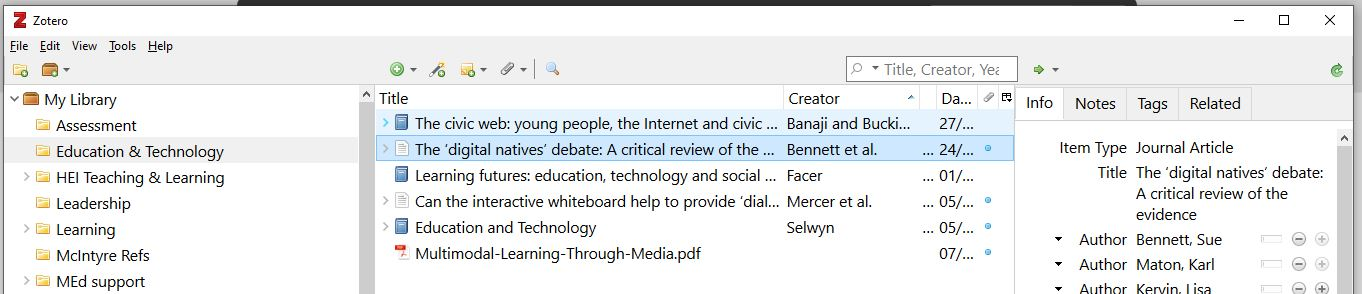 Zotero
File Edit View Tools Help
Title, Creator, Yea
My Library
Assessment
Education & Technology
HEI Teaching & Learning
Leadership
Learning
McIntyre Refs
MEd support
Title Creator Da...
The civic web: young people, the Internet and civic ... Banaji and Bucki... 27/...
The ‘digital natives’ debate: A critical review of the ... Bennett et al. ... 24/...
Learning futures: education, technology and social ... Facer ... 01/...
Can the interactive whiteboard help to provide ‘dial... Mercer et al. ... 05/...
Education and Technology Selwyn ... 05/...
Multimodal-Learning-Through-Media.pdf 07/...
Info Notes Tags Related
Item Type Journal Article
Title The ‘digital natives’ debate:
A critical review of the
evidence
Author Bennett, Sue
Author Maton, Karl
Author Kervin, Lisa